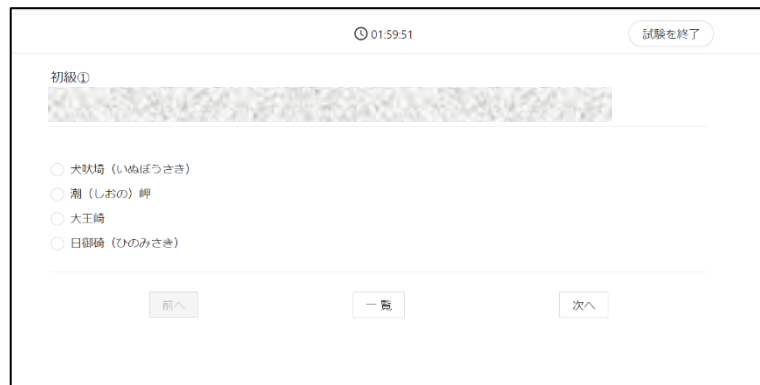 01:59:51
試験を終了
初級①
犬吠埼（いぬぼうさき）
潮（しおの）岬
大王崎
日御碕（ひのみさき）
前へ
一覧
次へ